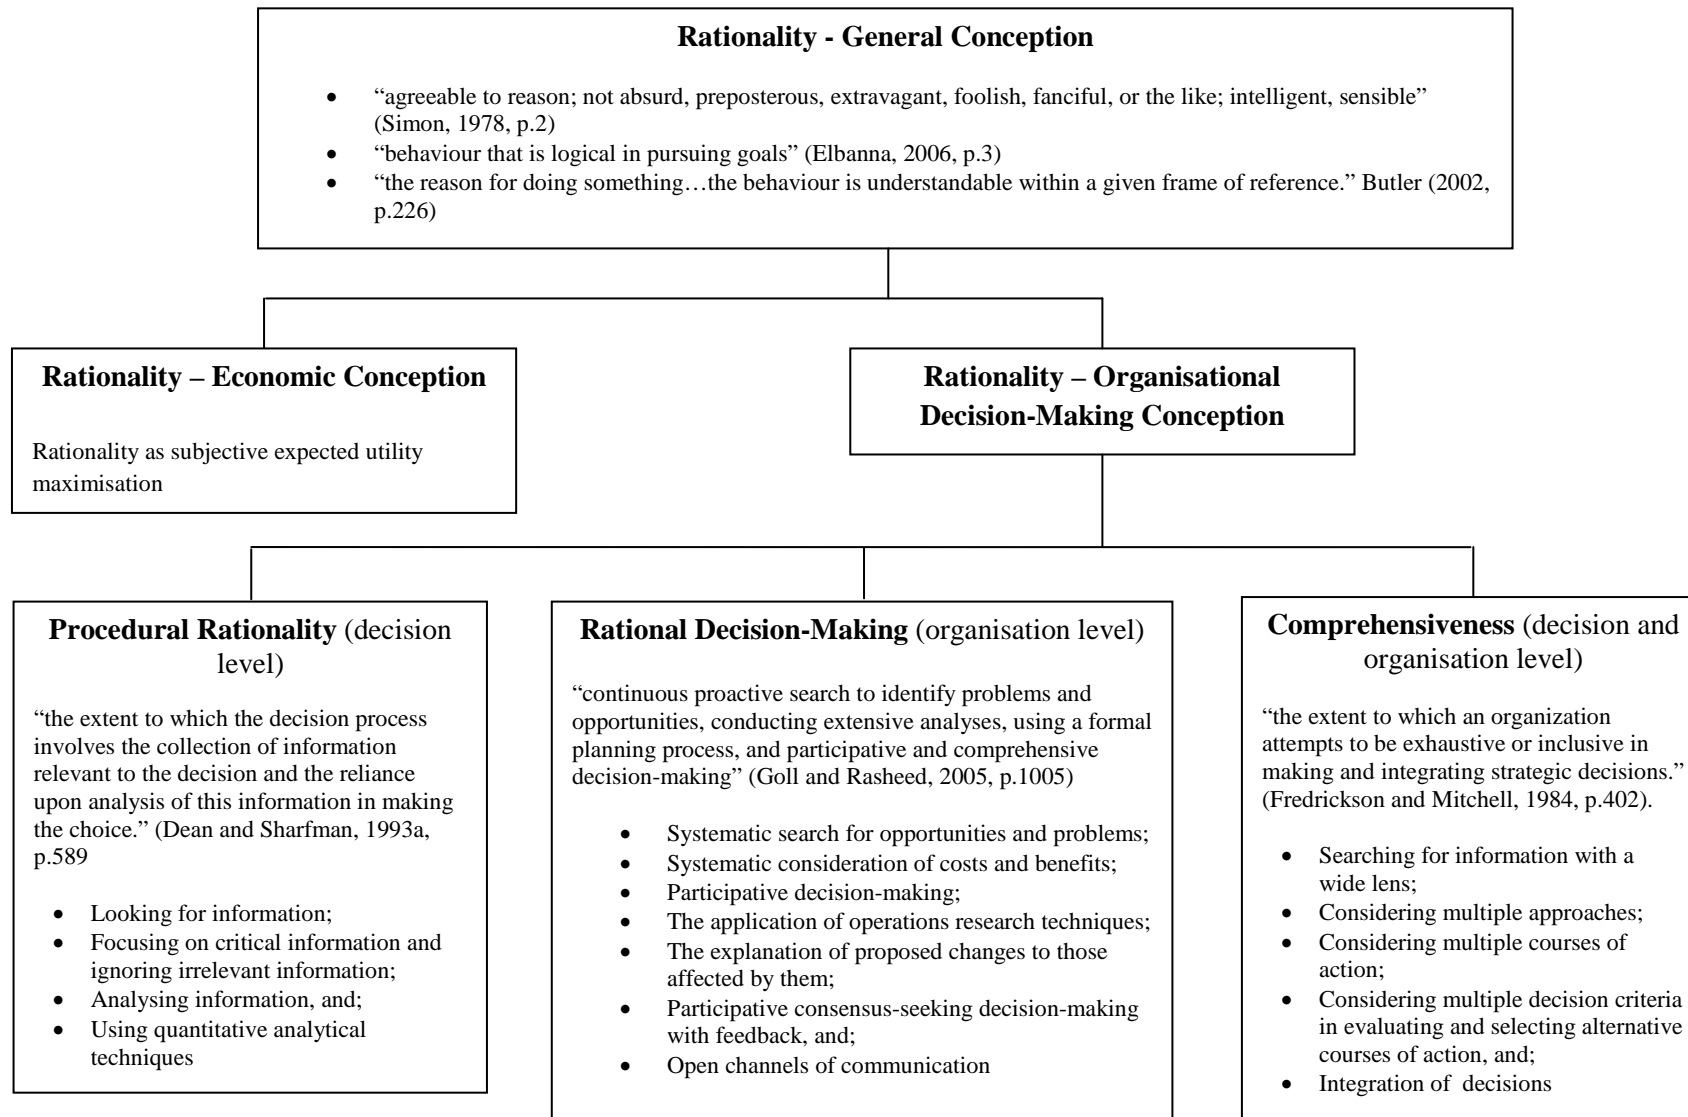 Rationality - General Conception
• “agreeable to reason; not absurd, preposterous, extravagant, foolish, fanciful, or the like; intelligent, sensible”
(Simon, 1978, p.2)
• “behaviour that is logical in pursuing goals” (Elbanna, 2006, p.3)
• “the reason for doing something…the behaviour is understandable within a given frame of reference.” Butler (2002,
p.226)
Rationality – Economic Conception
Rationality as subjective expected utility
maximisation
Rationality – Organisational
Decision-Making Conception
Procedural Rationality (decision
level)
“the extent to which the decision process
involves the collection of information
relevant to the decision and the reliance
upon analysis of this information in making
the choice.” (Dean and Sharfman, 1993a,
p.589
• Looking for information;
• Focusing on critical information and
ignoring irrelevant information;
• Analysing information, and;
• Using quantitative analytical
techniques
Rational Decision-Making (organisation level)
“continuous proactive search to identify problems and
opportunities, conducting extensive analyses, using a formal
planning process, and participative and comprehensive
decision-making” (Goll and Rasheed, 2005, p.1005)
• Systematic search for opportunities and problems;
• Systematic consideration of costs and benefits;
• Participative decision-making;
• The application of operations research techniques;
• The explanation of proposed changes to those
affected by them;
• Participative consensus-seeking decision-making
with feedback, and;
• Open channels of communication
Comprehensiveness (decision and
organisation level)
“the extent to which an organization
attempts to be exhaustive or inclusive in
making and integrating strategic decisions.”
(Fredrickson and Mitchell, 1984, p.402).
• Searching for information with a
wide lens;
• Considering multiple approaches;
• Considering multiple courses of
action;
• Considering multiple decision criteria
in evaluating and selecting alternative
courses of action, and;
• Integration of decisions